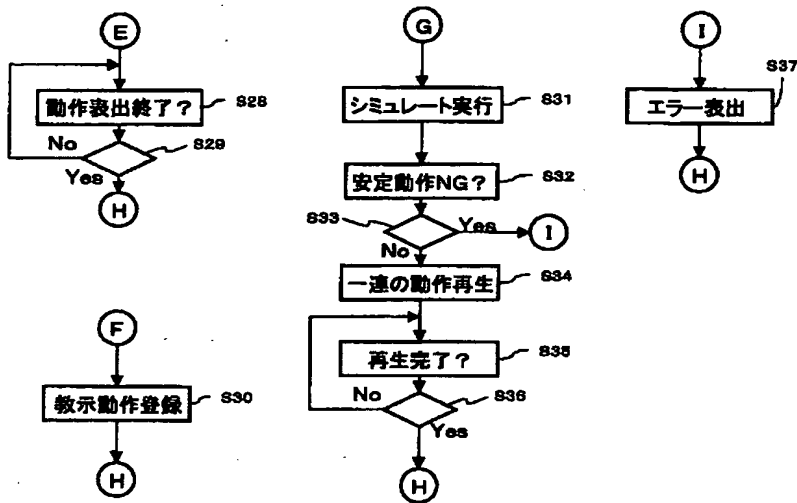 E
動作表出終了？
S28
No
S29
Yes
H
F
教示動作登録
S30
H
G
シミュレート実行
S31
安定動作NG？
S32
S33
Yes
I
No
一連の動作再生
S34
再生完了？
S35
No
S36
Yes
H
I
エラー表出
S37
H